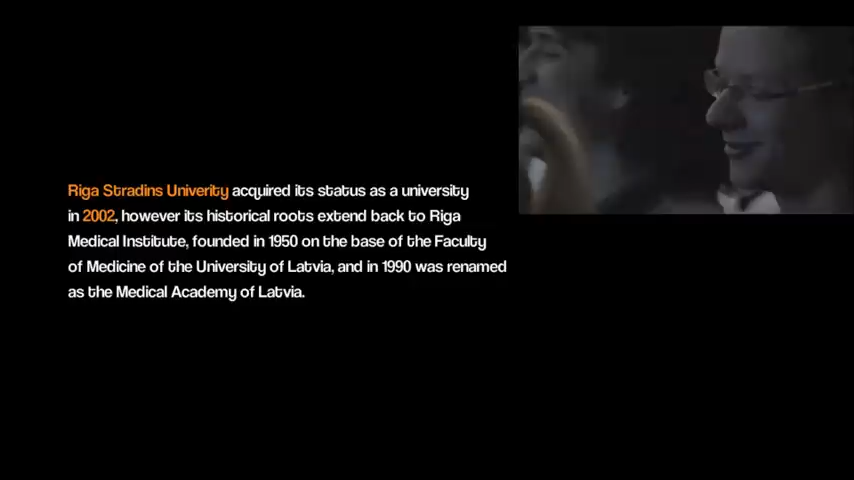 Riga Stradins Univerity acquired its status as a university
in 2002, however its historical roots extend back to Riga
Medical Institute, founded in 1950 on the base of the Faculty
of Medicine of the University of Latvia, and in 1990 was renamed
as the Medical Academy of Latvia.